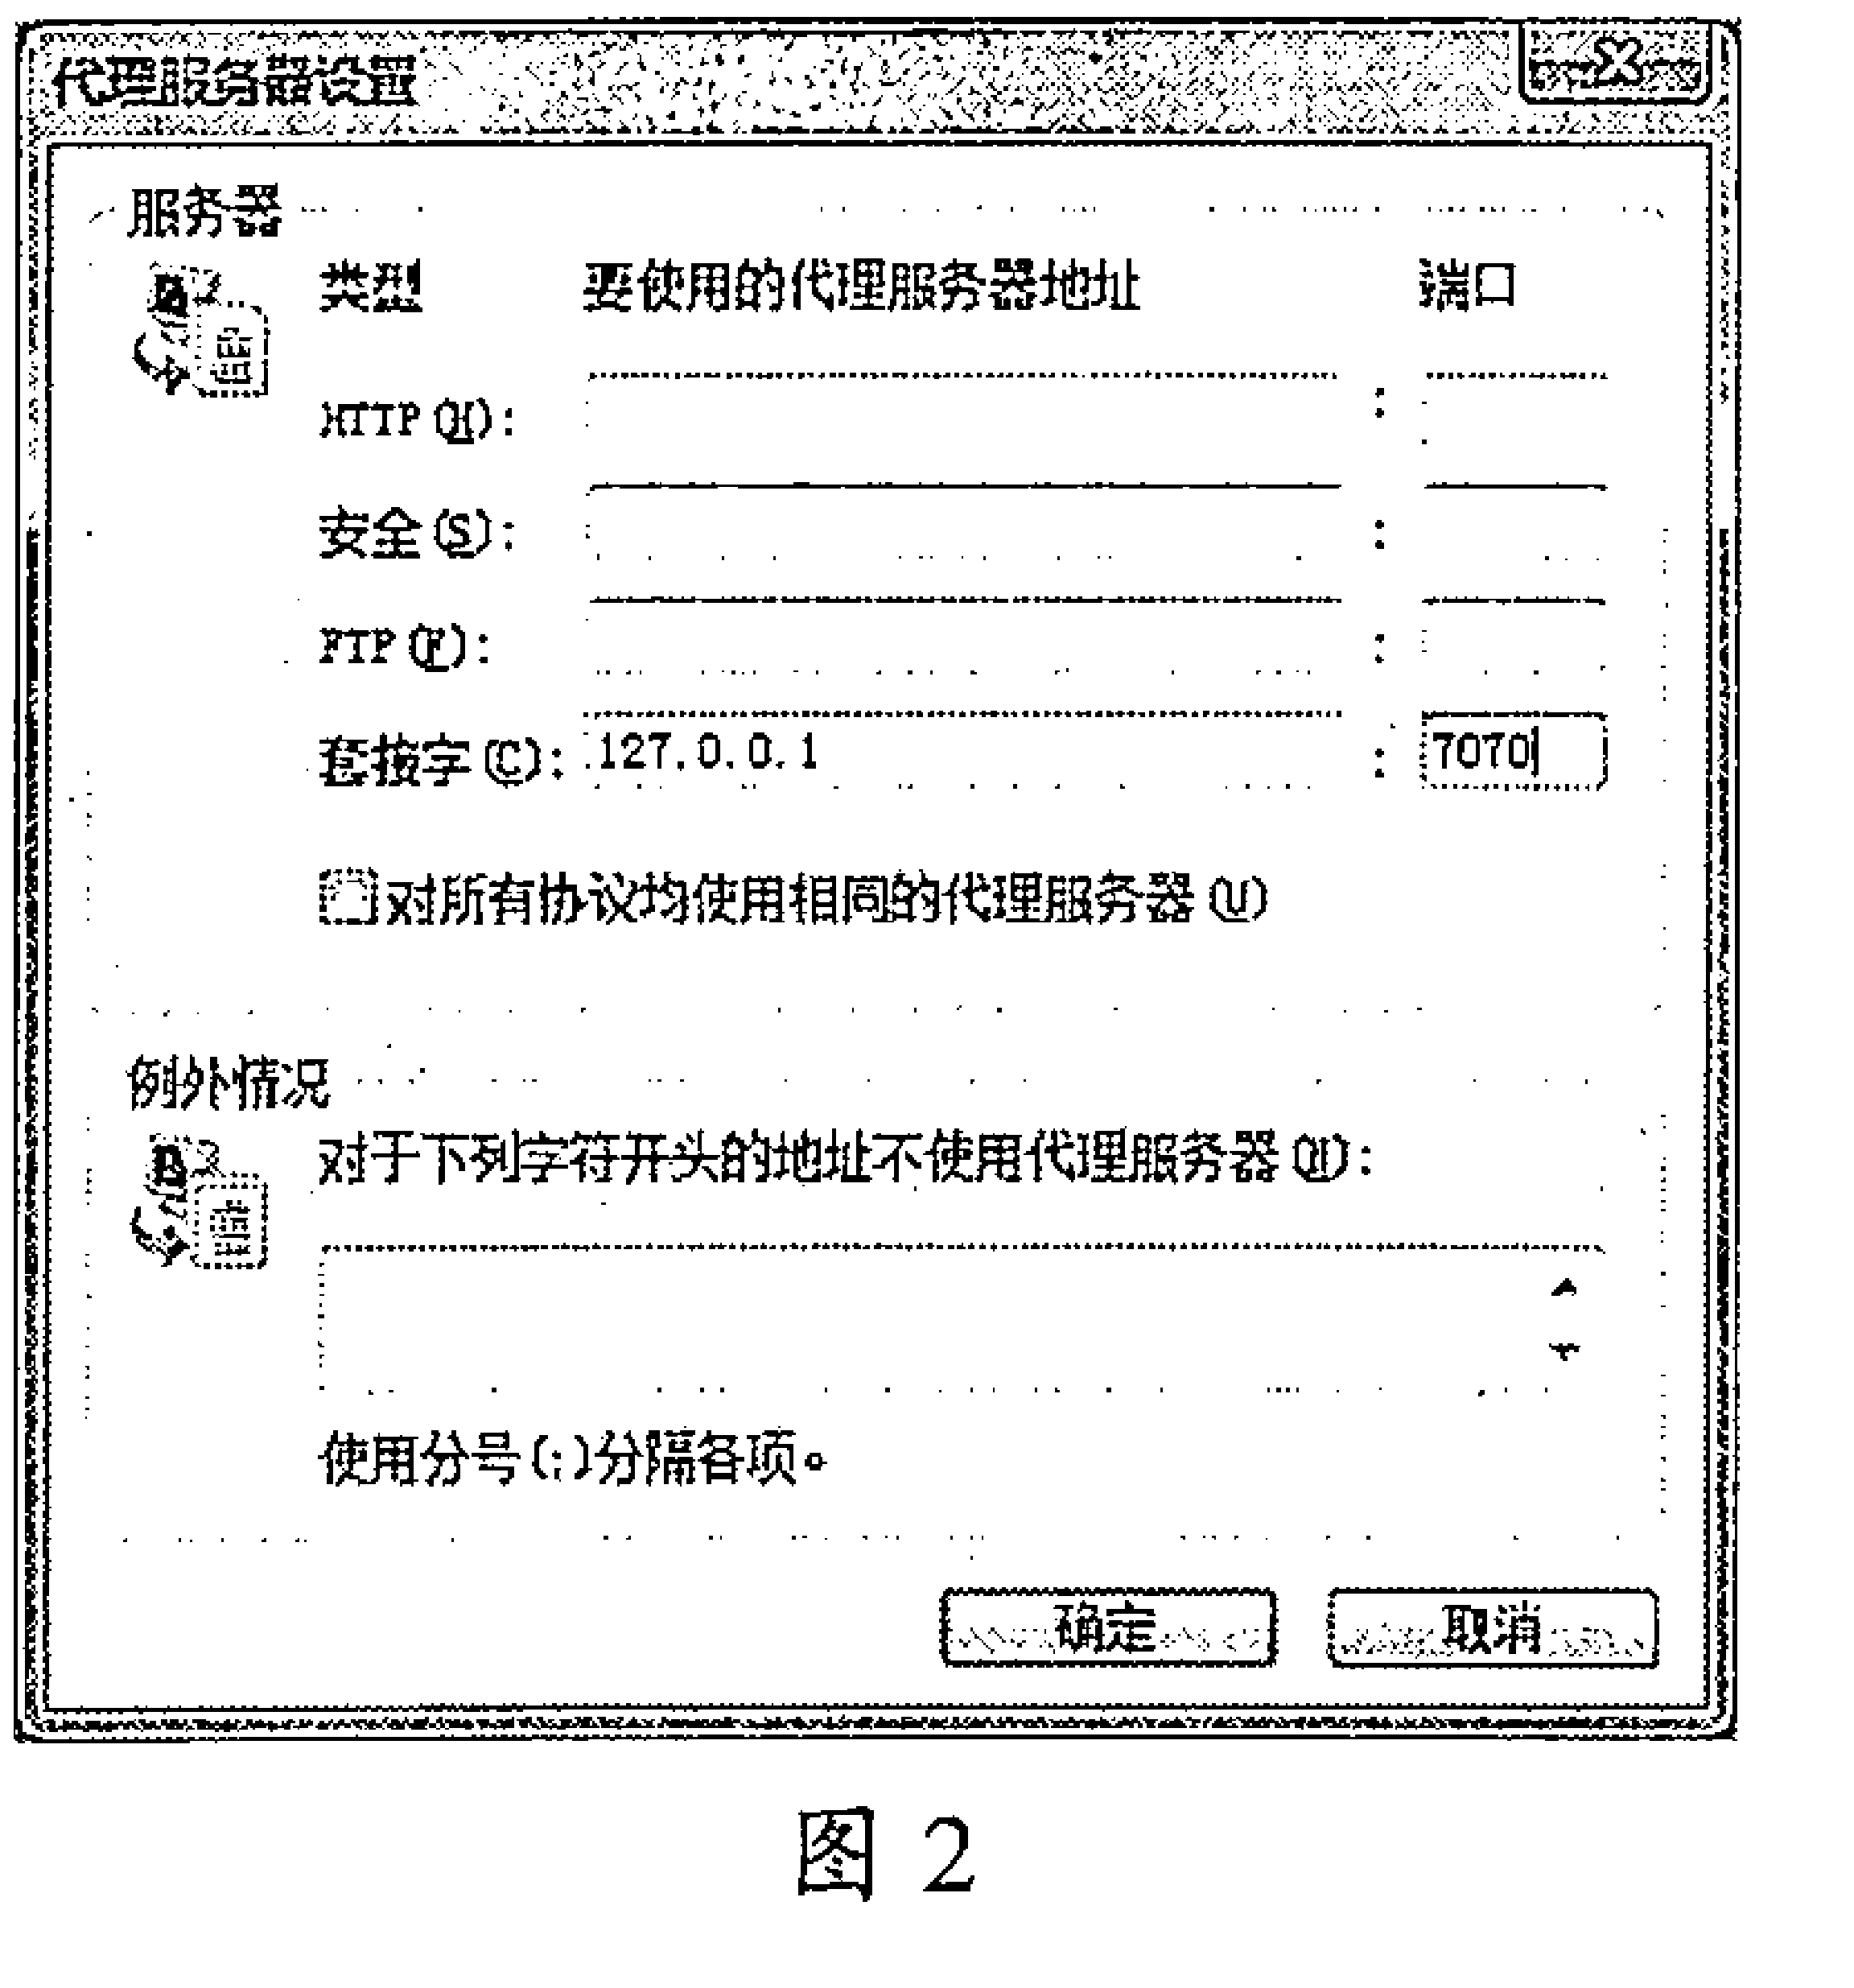 代理服务器设置
服务器
类型 要使用的代理服务器地址 端口
HTTP(H): :
安全(S): :
FTP(F): :
套接字(C): 127.0.0.1 : 7070
对所有协议均使用相同的代理服务器(U)
例外情况
对于下列字符开头的地址不使用代理服务器(N):
使用分号(;)分隔各项。
确定 取消
图 2